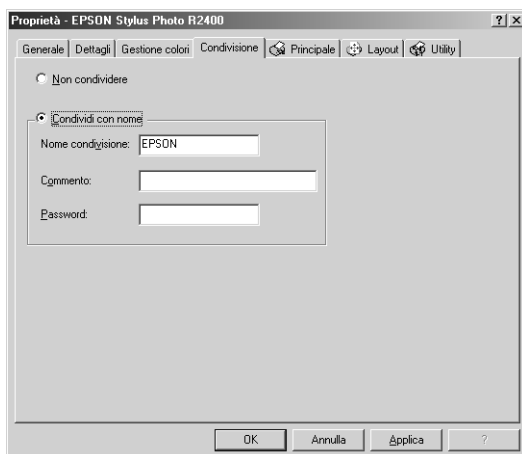 Proprietà - EPSON Stylus Photo R2400 ? x
Generale Dettagli Gestione colori Condivisione Principale Layout Utility
Non condividere
Condividi con nome
Nome condivisione: EPSON
Commento:
Password:
OK Annulla Applica ?